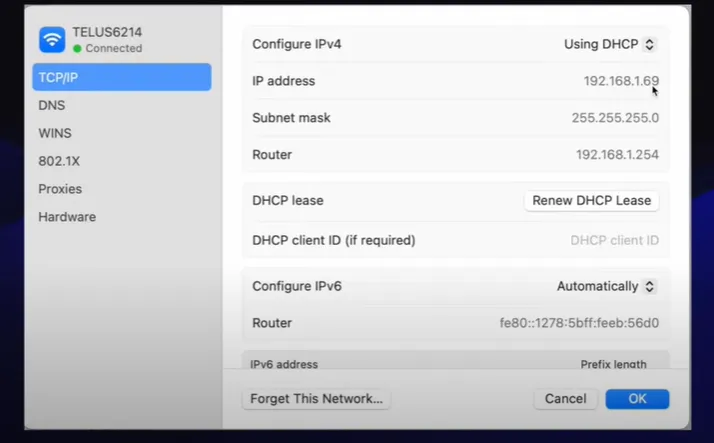 TELUS6214
Connected
TCP/IP
DNS
WINS
802.1X
Proxies
Hardware
Configure IPv4 Using DHCP
IP address 192.168.1.69
Subnet mask 255.255.255.0
Router 192.168.1.254
DHCP lease Renew DHCP Lease
DHCP client ID (if required) DHCP client ID
Configure IPv6 Automatically
Router fe80::1278:5bff:feeb:56d0
IPv6 address Prefix length
Forget This Network... Cancel OK